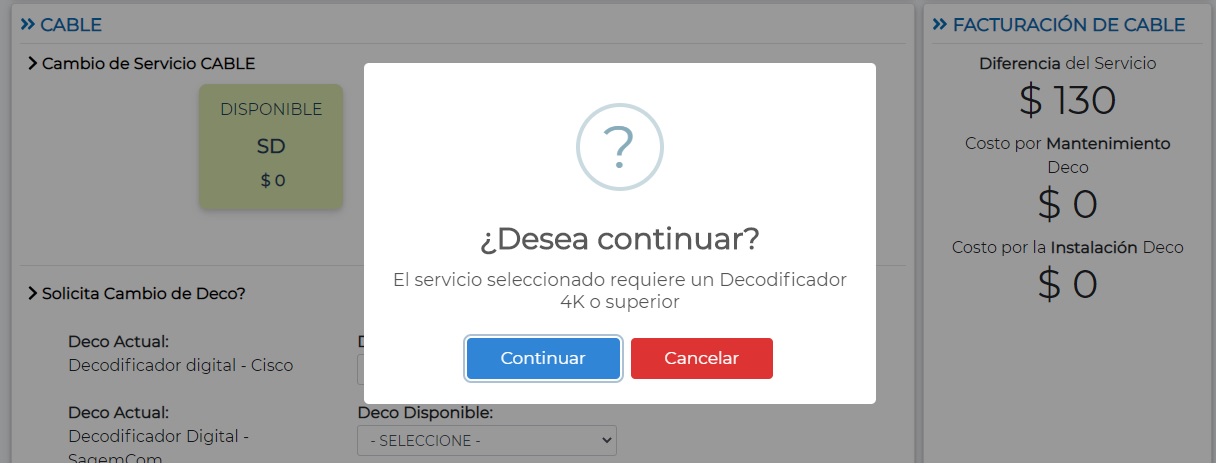 CABLE
Cambio de Servicio CABLE
DISPONIBLE
SD
$ 0
Solicita Cambio de Deco?
Deco Actual:
Decodificador digital - Cisco
Deco Actual:
Decodificador Digital -
SagemCom
Deco Disponible:
- SELECCIONE -
?
¿Desea continuar?
El servicio seleccionado requiere un Decodificador
4K o superior
Continuar
Cancelar
FACTURACIÓN DE CABLE
Diferencia del Servicio
$ 130
Costo por Mantenimiento
Deco
$ 0
Costo por la Instalación Deco
$ 0